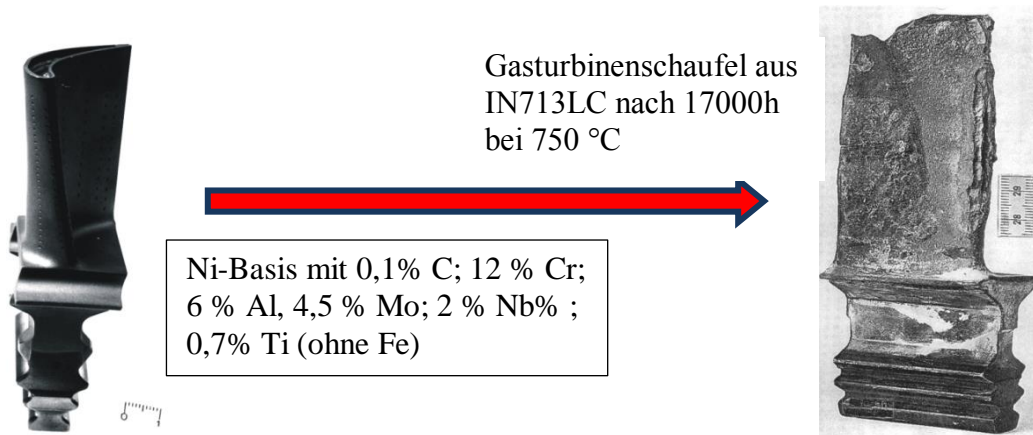 Gasturbinenschaufel aus
IN713LC nach 17000h
bei 750 °C
Ni-Basis mit 0,1% C; 12 % Cr;
6 % Al, 4,5 % Mo; 2 % Nb% ;
0,7% Ti (ohne Fe)